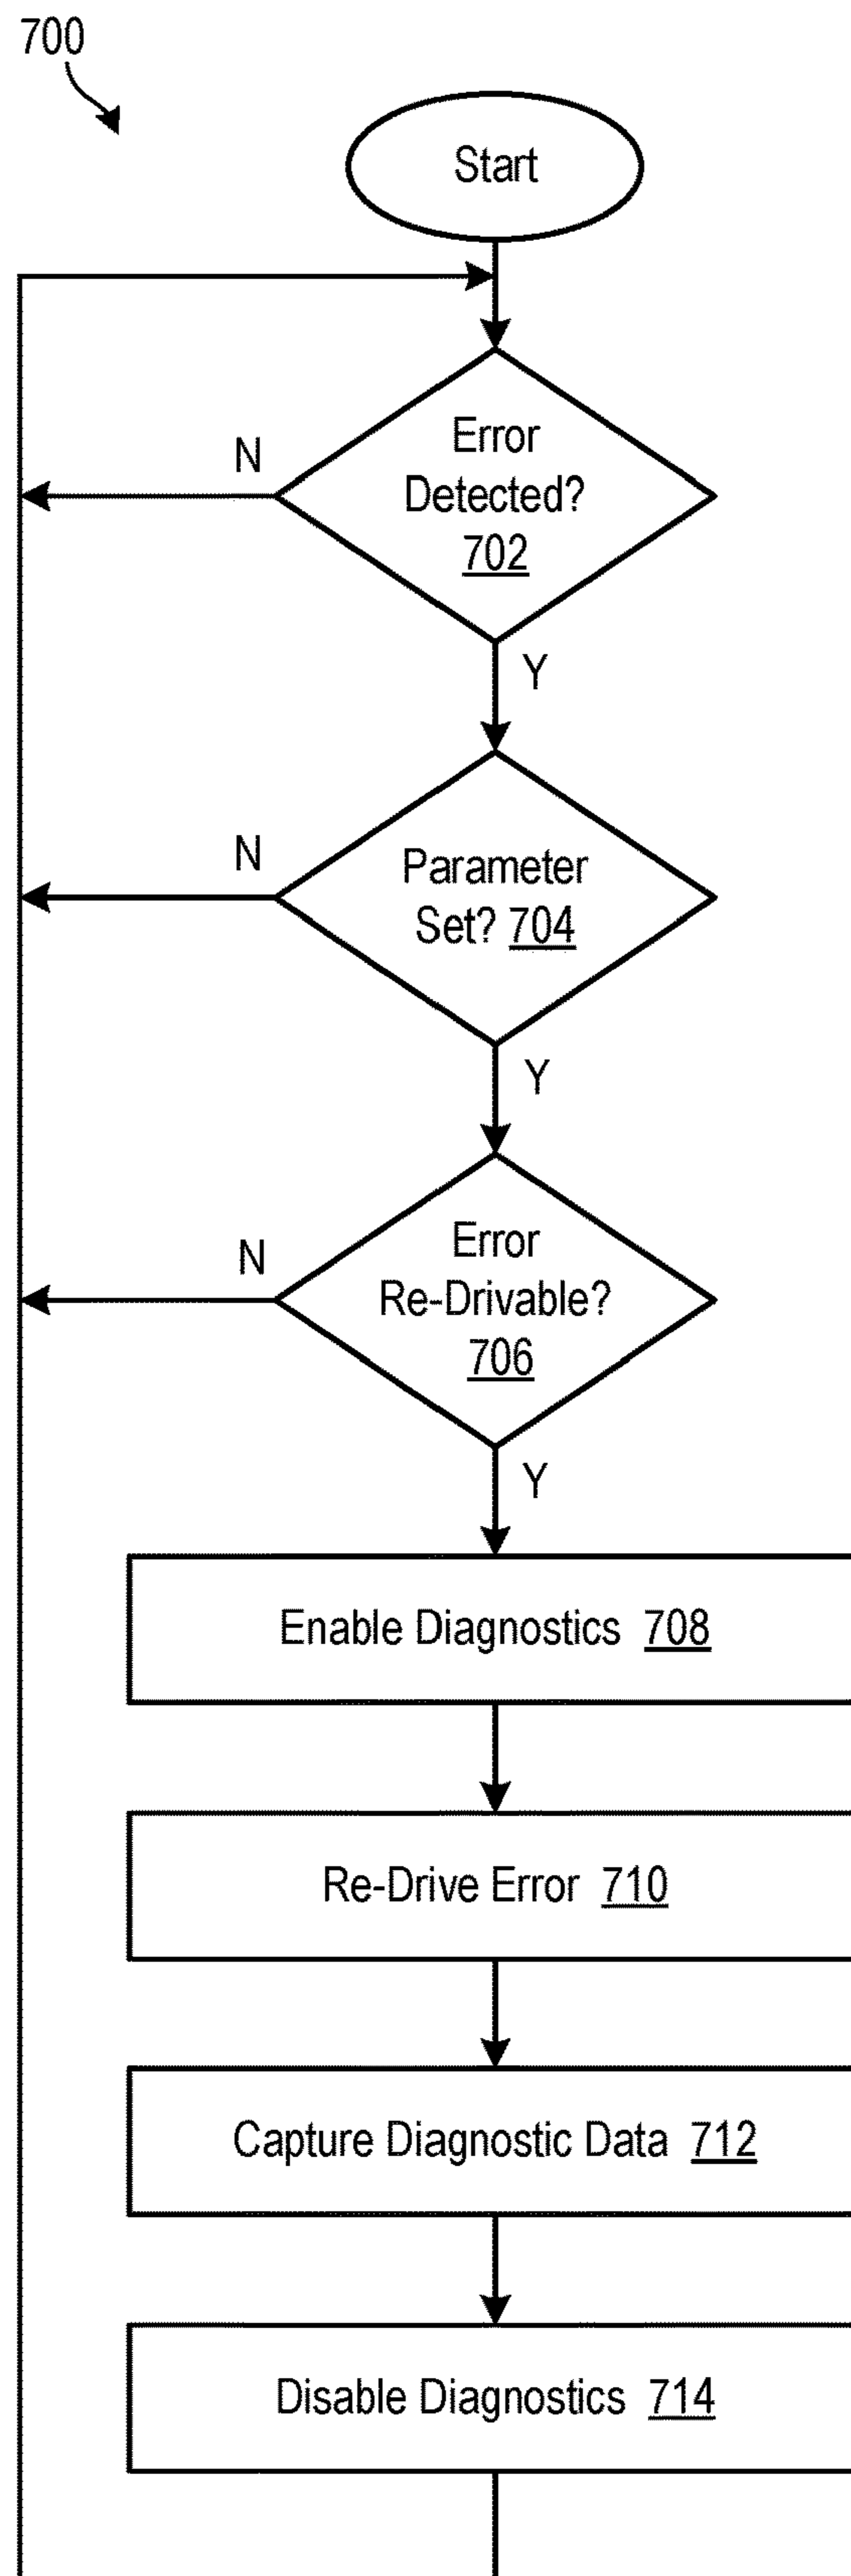 700
Start
Error
Detected?
702
N
Y
Parameter
Set? 704
N
Y
Error
Re-Drivable?
706
N
Y
Enable Diagnostics 708
Re-Drive Error 710
Capture Diagnostic Data 712
Disable Diagnostics 714